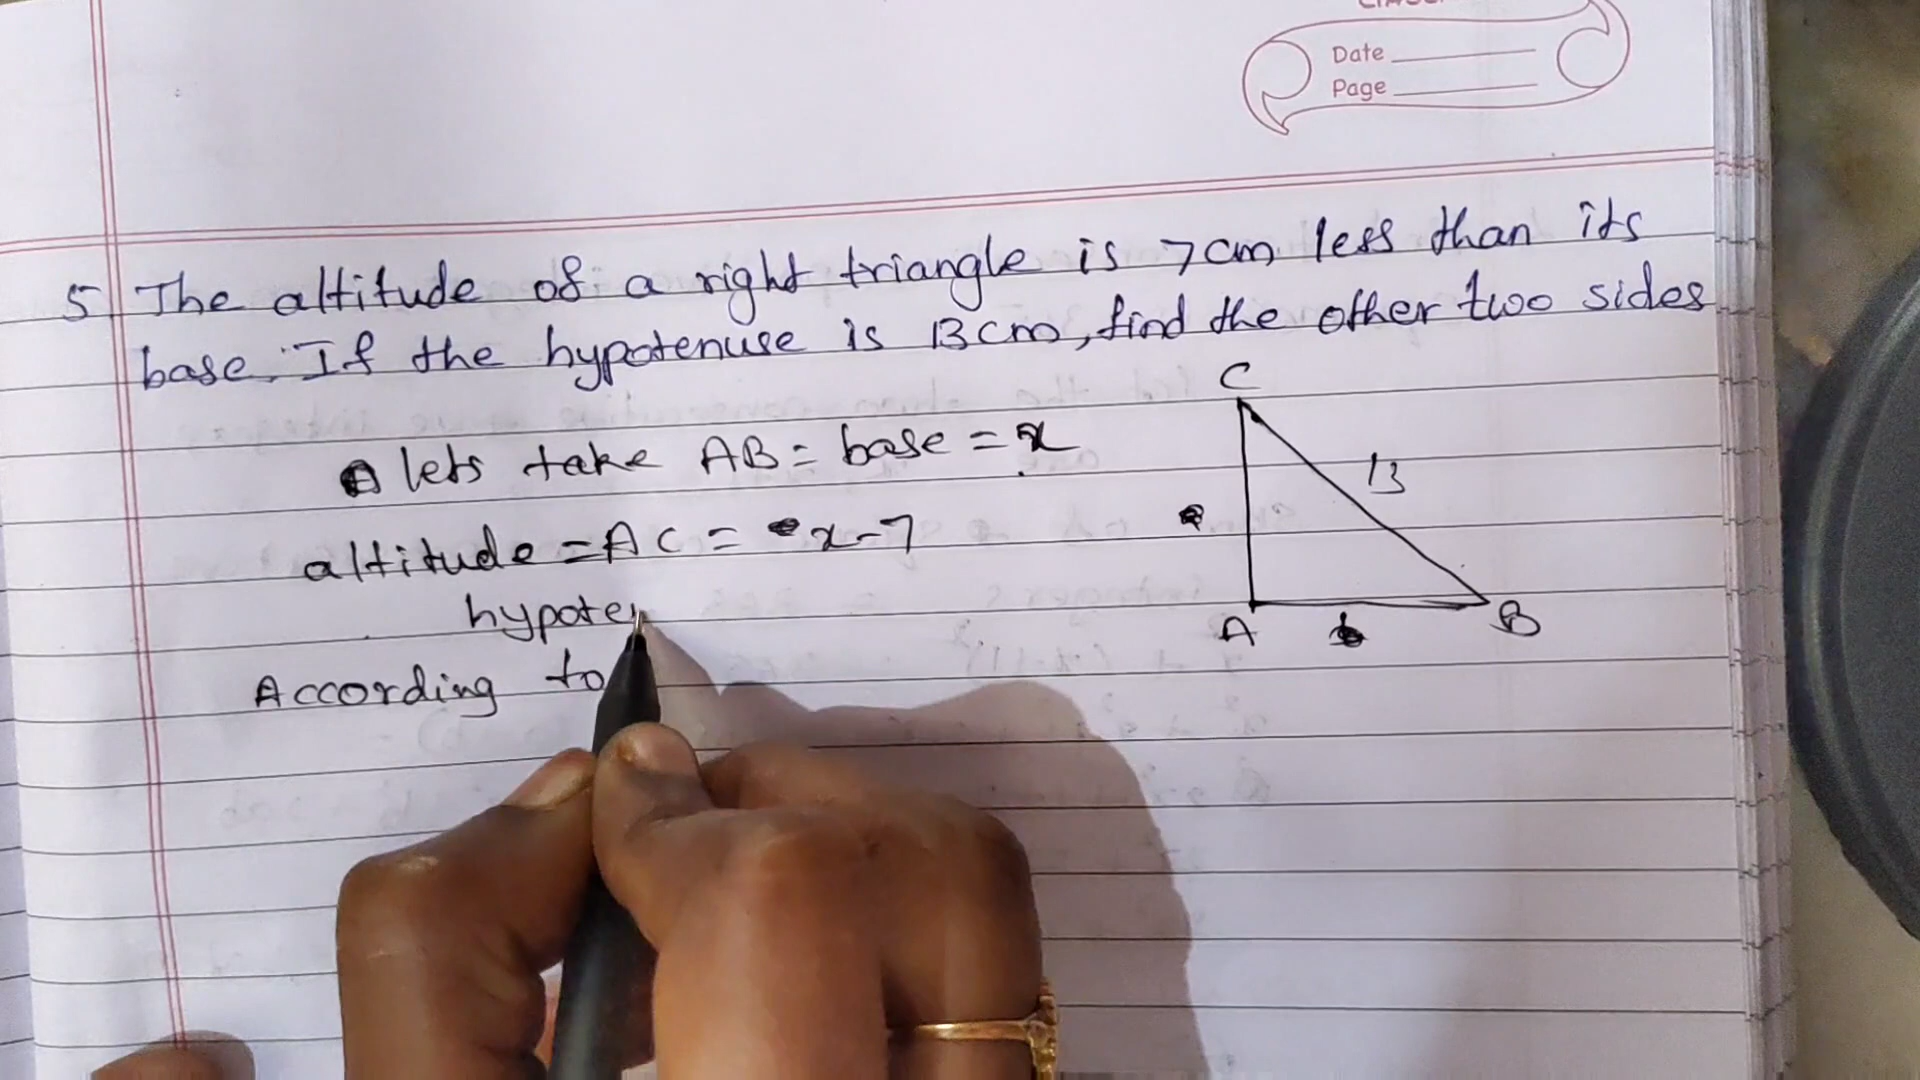 Date
Page
5 The altitude of a right triangle is 7cm less than its
base. If the hypotenuse is 13cm, find the other two sides
C
lets take AB = base = x
13
altitude = AC = x-7
hypote
A
B
According to